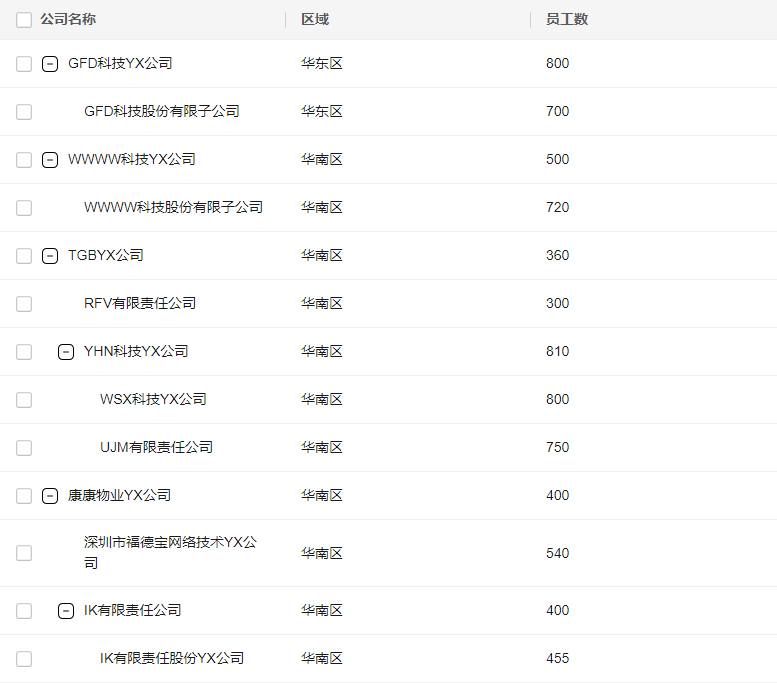 公司名称 区域 员工数
GFD科技YX公司 华东区 800
GFD科技股份有限子公司 华东区 700
WWWW科技YX公司 华南区 500
WWWW科技股份有限子公司 华南区 720
TGBYX公司 华南区 360
RFV有限责任公司 华南区 300
YHN科技YX公司 华南区 810
WSX科技YX公司 华南区 800
UJM有限责任公司 华南区 750
康康物业YX公司 华南区 400
深圳市福德宝网络技术YX公
司 华南区 540
IK有限责任公司 华南区 400
IK有限责任股份YX公司 华南区 455